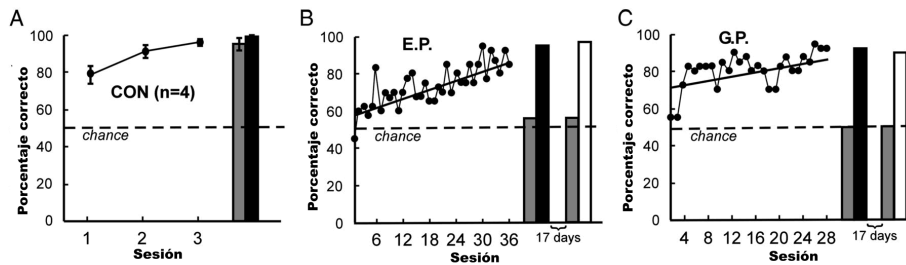 A
Porcentaje correcto
100
80
60
40
20
0
CON (n=4)
chance
1 2 3
Sesión
B
Porcentaje correcto
100
80
60
40
20
0
E.P.
chance
6 12 18 24 30 36
17 days
Sesión
C
Porcentaje correcto
100
80
60
40
20
0
G.P.
chance
4 8 12 16 20 24 28
17 days
Sesión